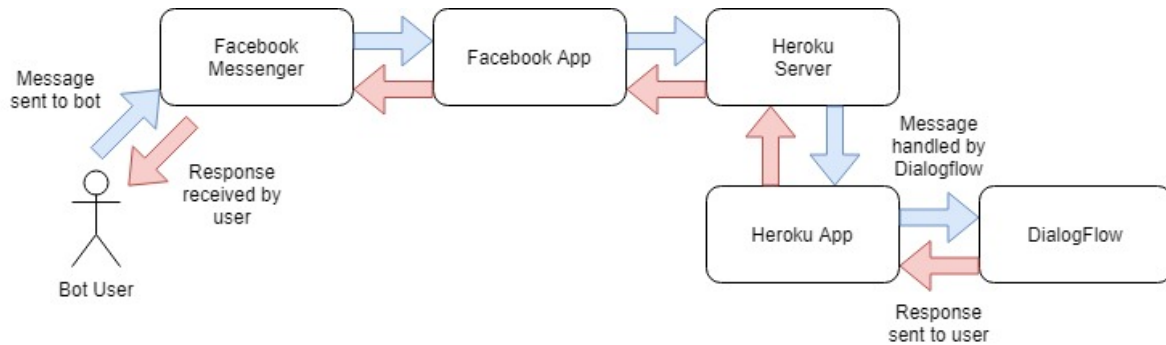 Facebook
Messenger
Facebook App
Heroku
Server
Message
sent to bot
Response
received by
user
Message
handled by
Dialogflow
Heroku App
DialogFlow
Bot User
Response
sent to user